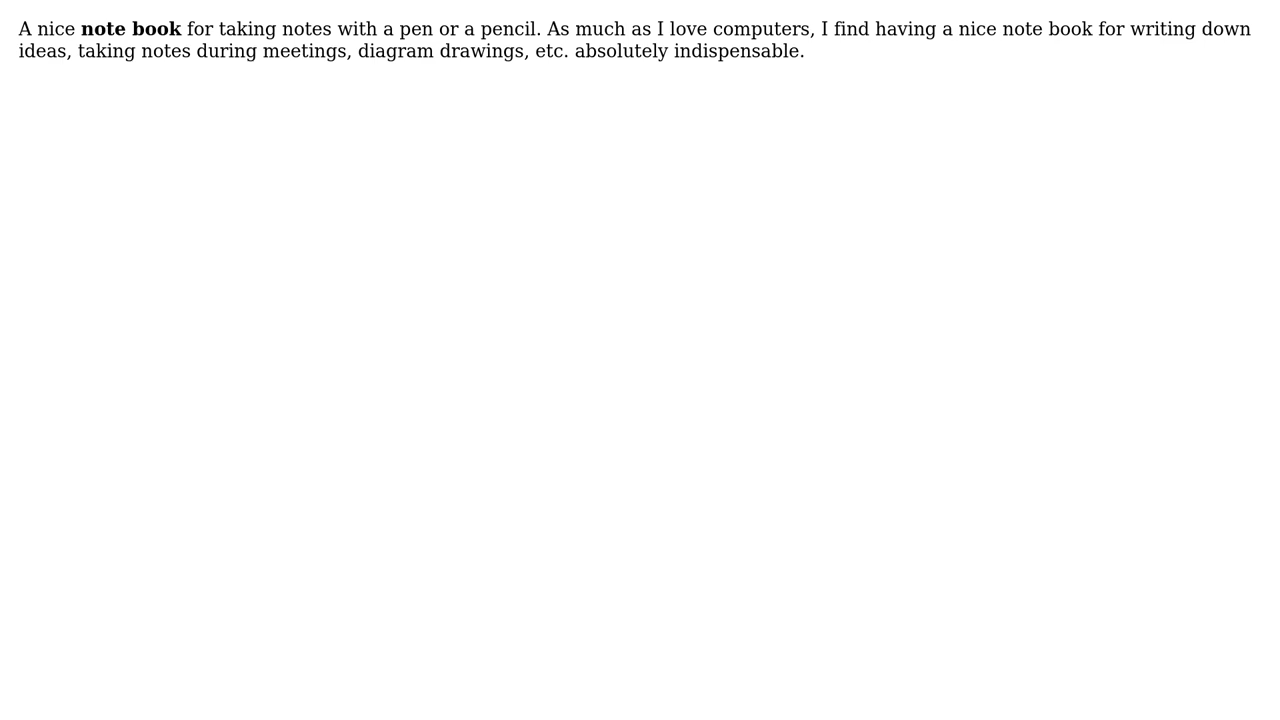 A nice note book for taking notes with a pen or a pencil. As much as I love computers, I find having a nice note book for writing down
ideas, taking notes during meetings, diagram drawings, etc. absolutely indispensable.